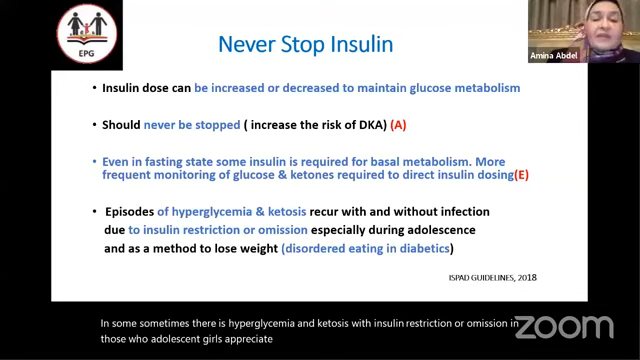 EPG
Never Stop Insulin
Amina Abdel
• Insulin dose can be increased or decreased to maintain glucose metabolism
• Should never be stopped ( increase the risk of DKA) (A)
• Even in fasting state some insulin is required for basal metabolism. More
frequent monitoring of glucose & ketones required to direct insulin dosing(E)
• Episodes of hyperglycemia & ketosis recur with and without infection
due to insulin restriction or omission especially during adolescence
and as a method to lose weight (disordered eating in diabetics)
ISPAD GUIDELINES, 2018
In some sometimes there is hyperglycemia and ketosis with insulin restriction or omission in
those who adolescent girls appreciate
zoom